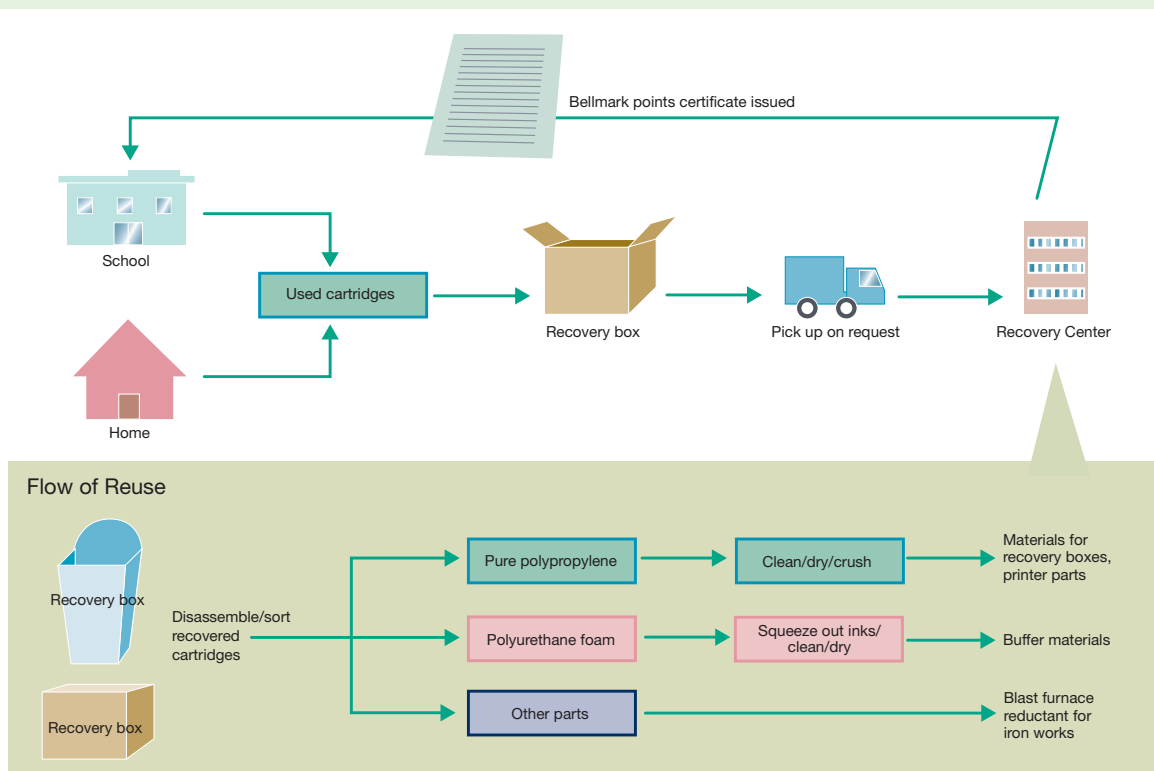 Bellmark points certificate issued
School
Used cartridges
Recovery box
Pick up on request
Recovery Center
Home
Flow of Reuse
Recovery box
Disassemble/sort
recovered
cartridges
Recovery box
Pure polypropylene
Clean/dry/crush
Materials for
recovery boxes,
printer parts
Polyurethane foam
Squeeze out inks/
clean/dry
Buffer materials
Other parts
Blast furnace
reductant for
iron works